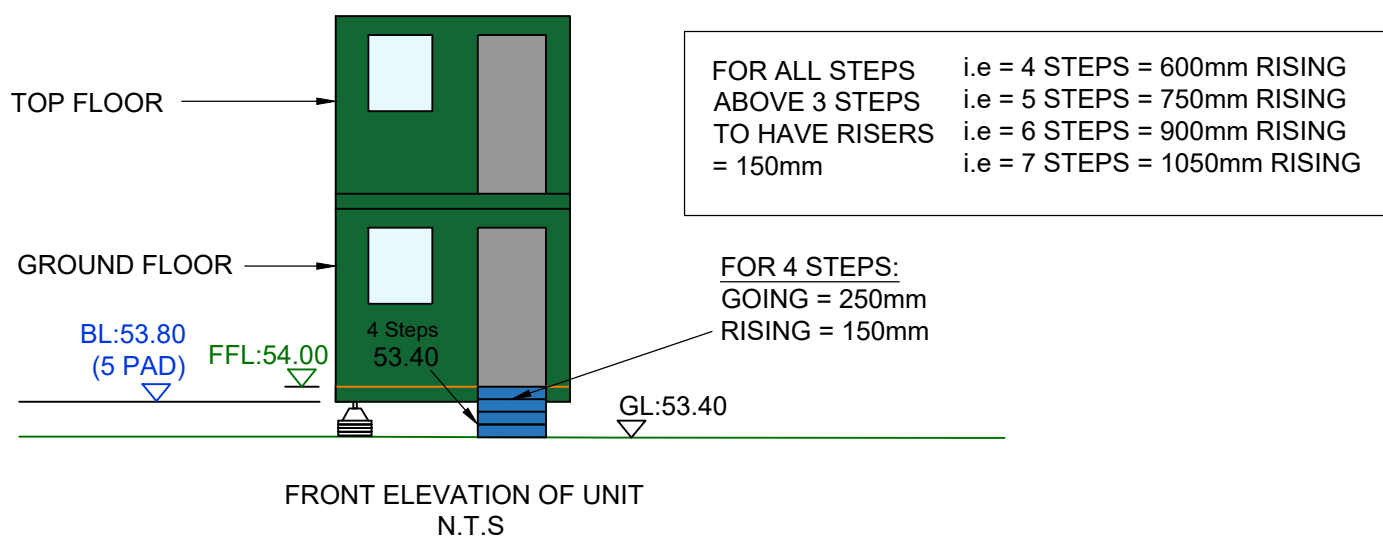 TOP FLOOR
FOR ALL STEPS
ABOVE 3 STEPS
TO HAVE RISERS
= 150mm
i.e = 4 STEPS = 600mm RISING
i.e = 5 STEPS = 750mm RISING
i.e = 6 STEPS = 900mm RISING
i.e = 7 STEPS = 1050mm RISING
GROUND FLOOR
FOR 4 STEPS:
GOING = 250mm
RISING = 150mm
BL:53.80
(5 PAD)
FFL:54.00
4 Steps
53.40
GL:53.40
FRONT ELEVATION OF UNIT
N.T.S